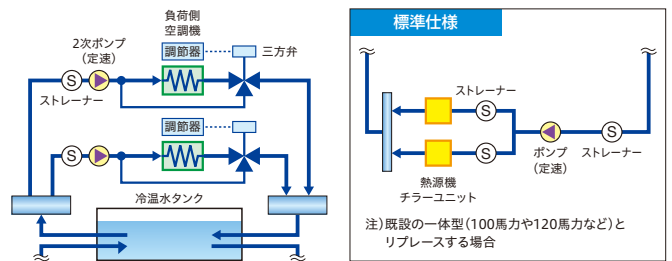 負荷側
空調機
2次ポンプ
(定速)
調節器
三方弁
S
ストレーナー
調節器
S
冷温水タンク
標準仕様
ストレーナー
S
S
S
熱源機
チラーユニット
ポンプ
(定速)
ストレーナー
注)既設の一体型(100馬力や120馬力など)と
リプレースする場合